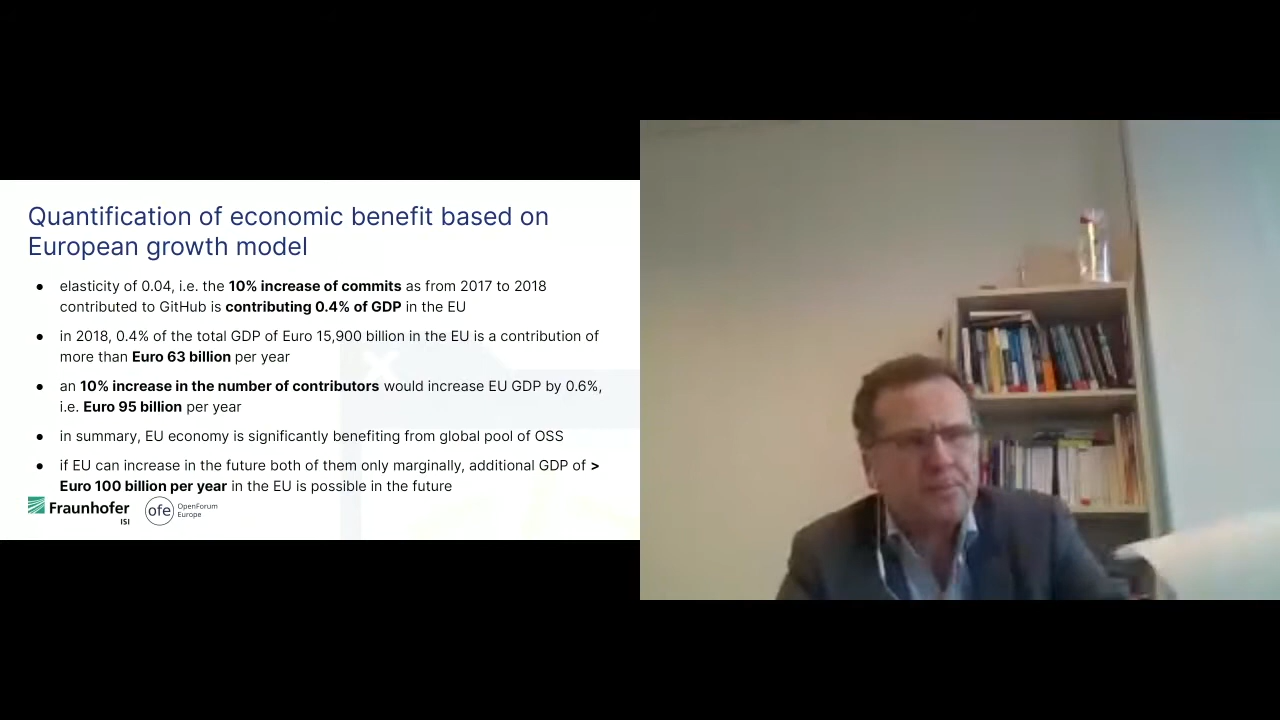 Quantification of economic benefit based on
European growth model
● elasticity of 0.04, i.e. the 10% increase of commits as from 2017 to 2018
contributed to GitHub is contributing 0.4% of GDP in the EU
● in 2018, 0.4% of the total GDP of Euro 15,900 billion in the EU is a contribution of
more than Euro 63 billion per year
● an 10% increase in the number of contributors would increase EU GDP by 0.6%,
i.e. Euro 95 billion per year
● in summary, EU economy is significantly benefiting from global pool of OSS
● if EU can increase in the future both of them only marginally, additional GDP of >
Euro 100 billion per year in the EU is possible in the future
Fraunhofer
ISI
ofe
OpenForum
Europe